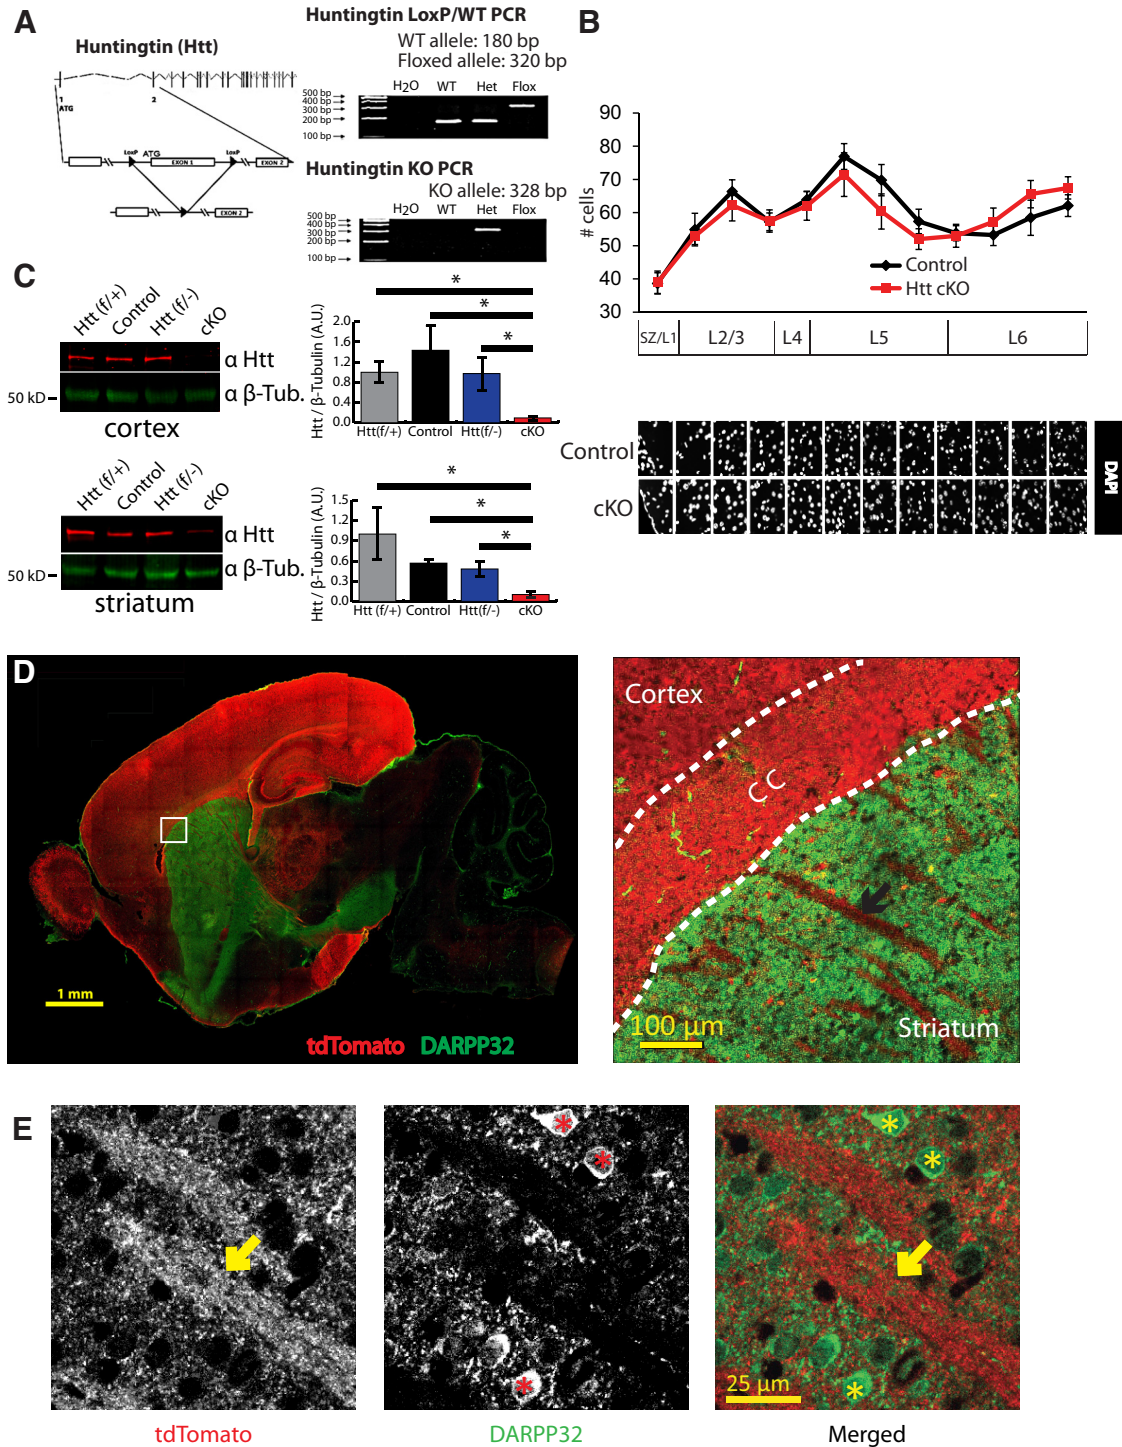 A
Huntingtin (Htt)
1
ATG
2
LoxP
ATG
LoxP
EXON 1
EXON 2
EXON 2
Huntingtin LoxP/WT PCR
WT allele: 180 bp
Floxed allele: 320 bp
H2O WT Het Flox
500 bp
400 bp
300 bp
200 bp
100 bp
Huntingtin KO PCR
KO allele: 328 bp
H2O WT Het Flox
500 bp
400 bp
300 bp
200 bp
100 bp
B
# cells
90
80
70
60
50
40
30
Control
Htt cKO
SZ/L1 L2/3 L4 L5 L6
Control
cKO
DAPI
C
Htt (f/+) Control Htt (f/-) cKO
α Htt
50 kD
α β-Tub.
cortex
Htt / β-Tubulin (A.U.)
2.0
1.6
1.2
0.8
0.4
0.0
* 
*
*
Htt(f/+) Control Htt(f/-) cKO
Htt (f/+) Control Htt (f/-) cKO
α Htt
50 kD
α β-Tub.
striatum
Htt / β-Tubulin (A.U.)
1.5
1.2
0.9
0.6
0.3
0.0
*
*
*
Htt (f/+) Control Htt(f/-) cKO
D
1 mm
tdTomato DARPP32
Cortex
CC
Striatum
100 µm
E
*
*
*
*
*
*
25 µm
tdTomato
DARPP32
Merged